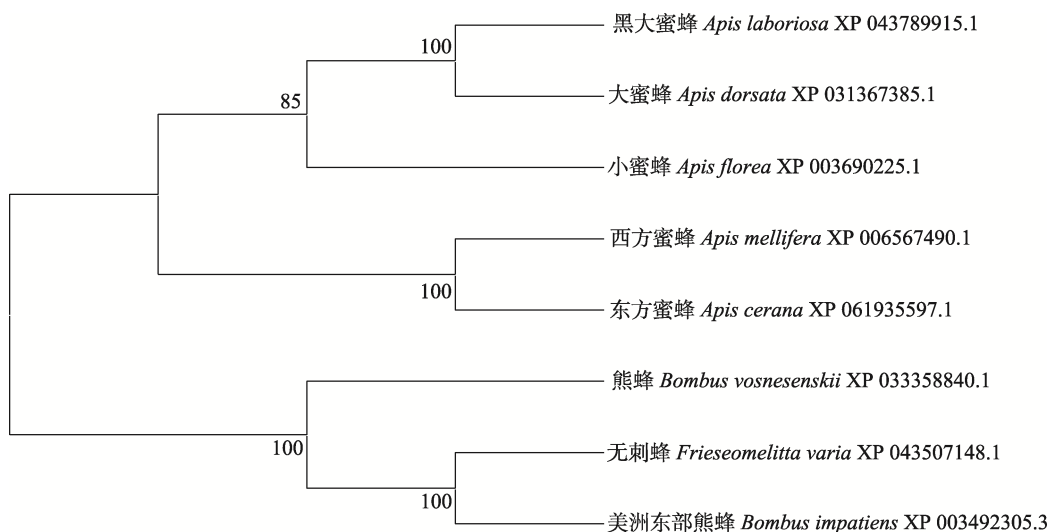 黑大蜜蜂 Apis laboriosa XP 043789915.1
100
大蜜蜂 Apis dorsata XP 031367385.1
85
小蜜蜂 Apis florea XP 003690225.1
西方蜜蜂 Apis mellifera XP 006567490.1
100
东方蜜蜂 Apis cerana XP 061935597.1
熊蜂 Bombus vosnesenskii XP 033358840.1
100
无刺蜂 Frieseomelitta varia XP 043507148.1
100
美洲东部熊蜂 Bombus impatiens XP 003492305.3